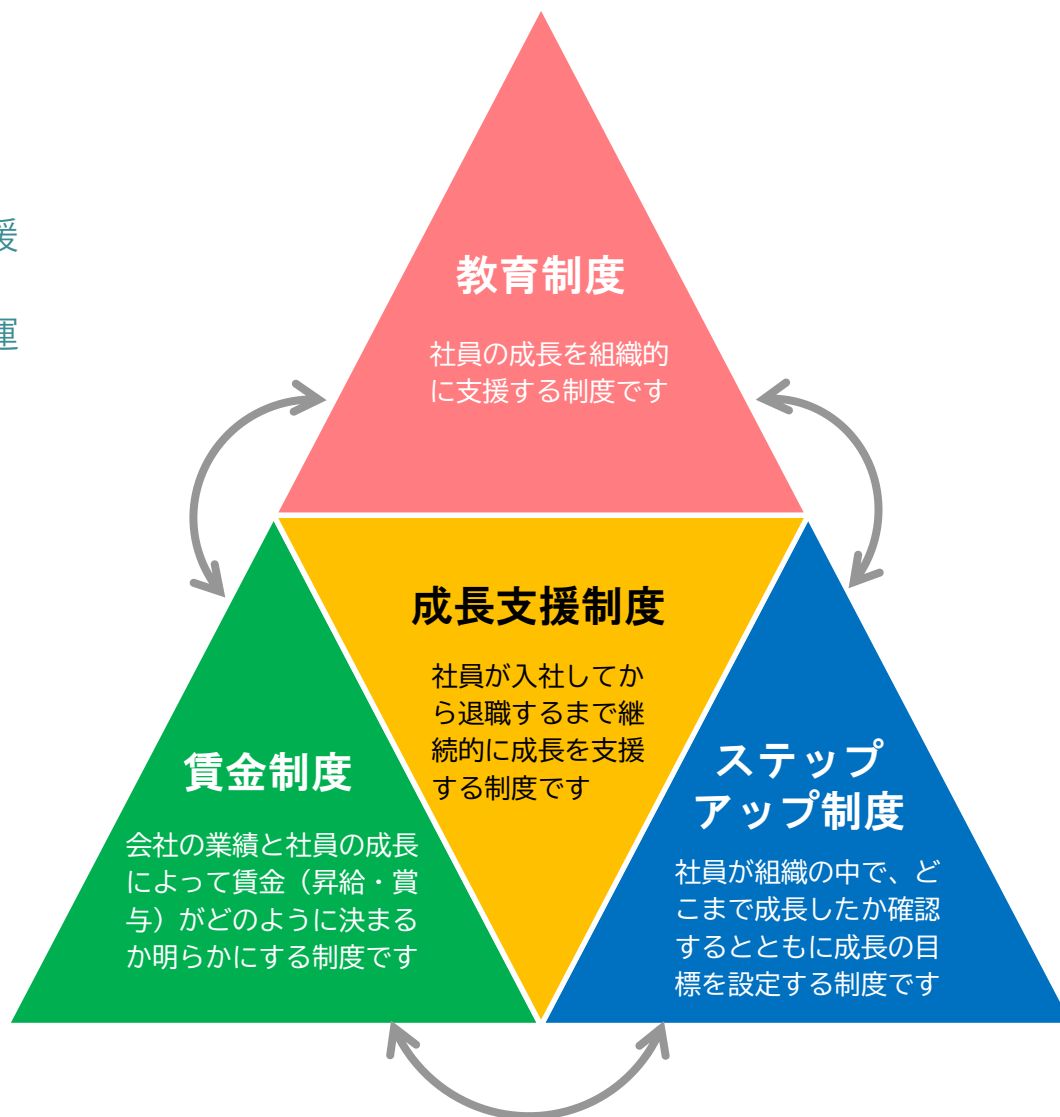 援
運
教育制度
社員の成長を組織的
に支援する制度です
成長支援制度
社員が入社してか
ら退職するまで継
続的に成長を支援
する制度です
賃金制度
会社の業績と社員の成長
によって賃金（昇給・賞
与）がどのように決まる
か明らかにする制度です
ステップ
アップ制度
社員が組織の中で、ど
こまで成長したか確認
するとともに成長の目
標を設定する制度です